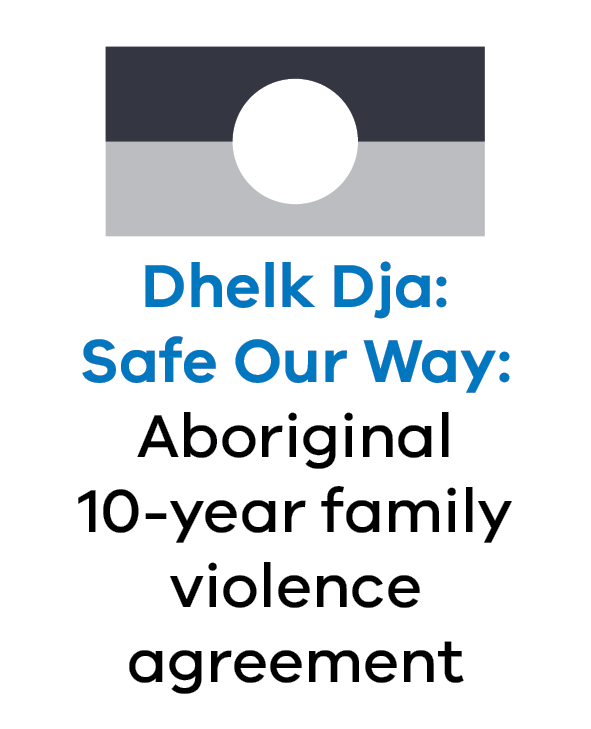 Dhelk Dja:
Safe Our Way:
Aboriginal
10-year family
violence
agreement